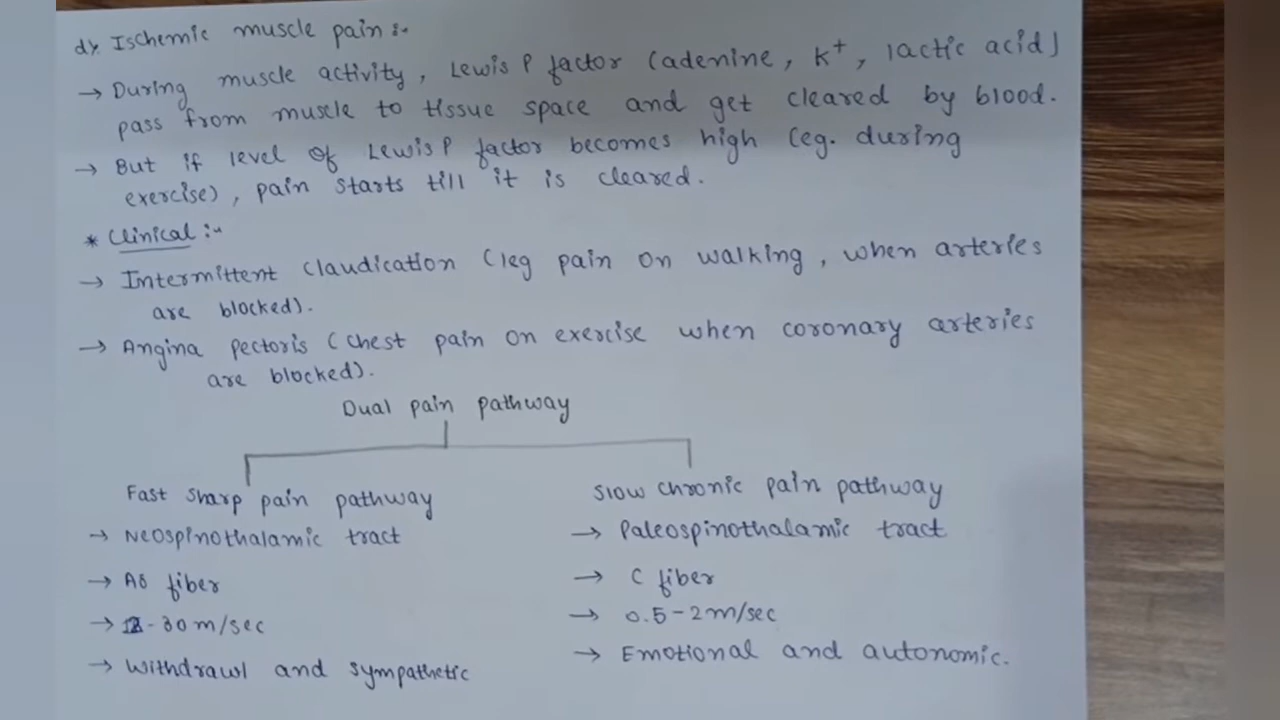 d) Ischemic muscle pain :-
→ During muscle activity, Lewis P factor (adenine, K⁺, lactic acid)
pass from muscle to tissue space and get cleared by blood.
→ But if level of Lewis P factor becomes high (eg. during
exercise), pain starts till it is cleared.
* Clinical :-
→ Intermittent claudication (leg pain on walking, when arteries
are blocked).
→ Angina pectoris (chest pain on exercise when coronary arteries
are blocked).
Dual pain pathway
Fast sharp pain pathway
→ Neospinothalamic tract
→ Aδ fiber
→ 12-30 m/sec
→ Withdrawl and sympathetic
Slow chronic pain pathway
→ Paleospinothalamic tract
→ C fiber
→ 0.5-2 m/sec
→ Emotional and autonomic.